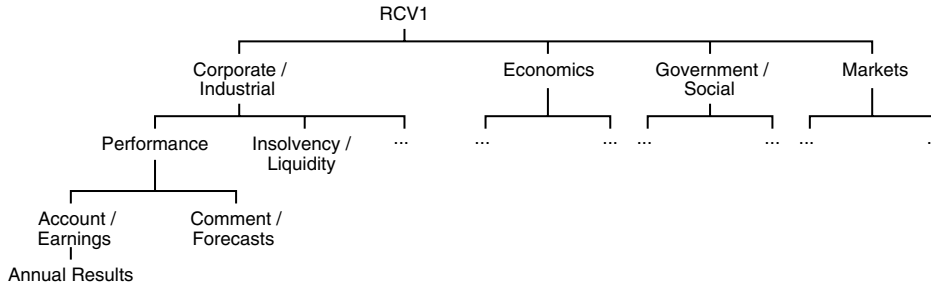 RCV1
Corporate / Economics Government / Markets
Industrial Social
Performance Insolvency / ... ... ... ... ... ... ...
Liquidity
Account / Comment /
Earnings Forecasts
Annual Results